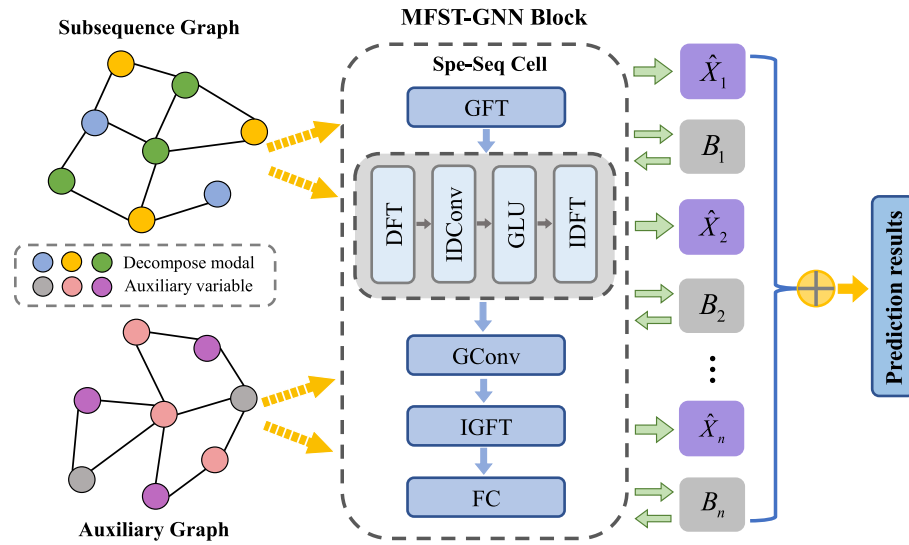 Subsequence Graph
Decompose modal
Auxiliary variable
Auxiliary Graph
MFST-GNN Block
Spe-Seq Cell
GFT
DFT
IDConv
GLU
IDFT
GConv
IGFT
FC
X̂₁
B₁
X̂₂
B₂
⋮
X̂ₙ
Bₙ
Prediction results